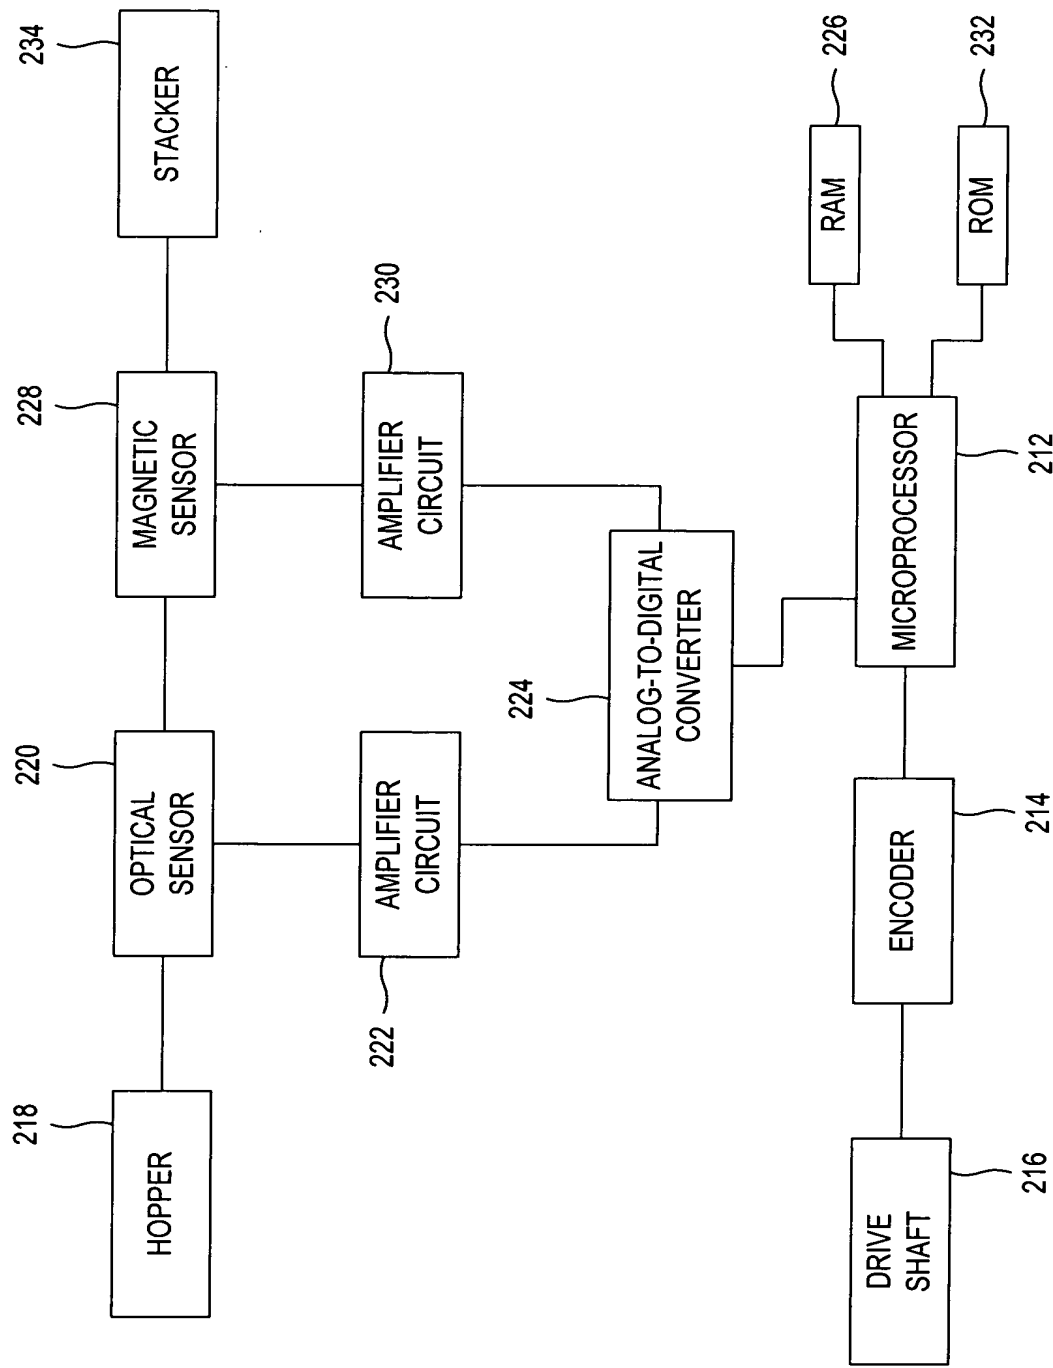 218
HOPPER
220
OPTICAL
SENSOR
228
MAGNETIC
SENSOR
234
STACKER
222
AMPLIFIER
CIRCUIT
230
AMPLIFIER
CIRCUIT
224
ANALOG-TO-DIGITAL
CONVERTER
DRIVE
SHAFT
216
ENCODER
214
MICROPROCESSOR
212
RAM
226
ROM
232